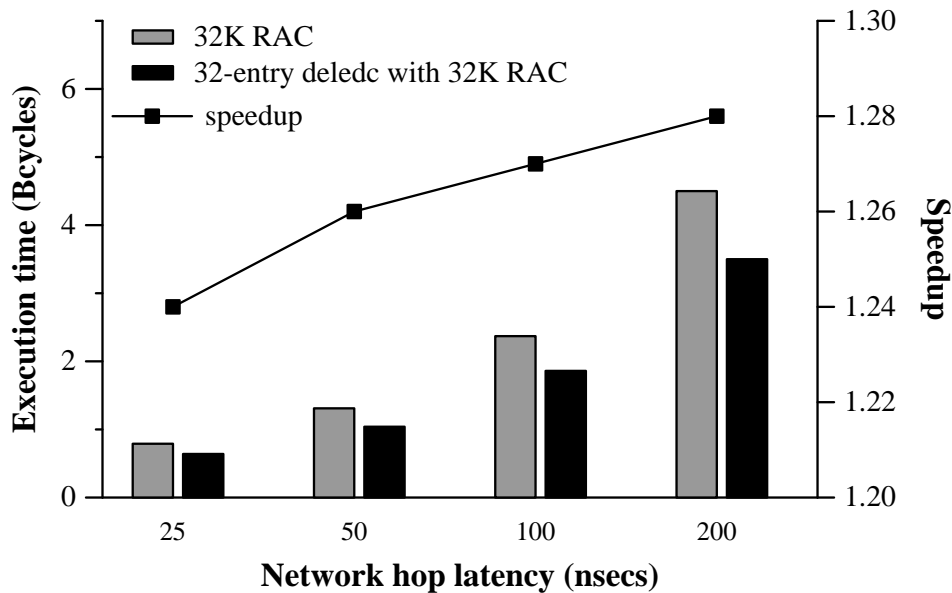 32K RAC
32-entry deledc with 32K RAC
speedup
Execution time (Bcycles)
6
4
2
0
1.30
1.28
1.26
1.24
1.22
1.20
Speedup
25 50 100 200
Network hop latency (nsecs)